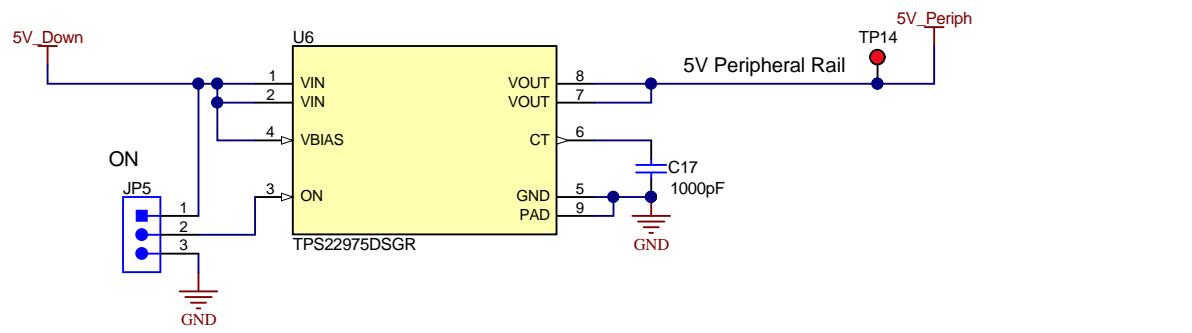 5V_Periph
5V_Down
U6
TP14
5V Peripheral Rail
1 VIN VOUT 8
2 VIN VOUT 7
4 VBIAS CT 6
ON
C17
JP5
3 ON GND 5
1000pF
1
PAD 9
2
3
TPS22975DSGR
GND
GND